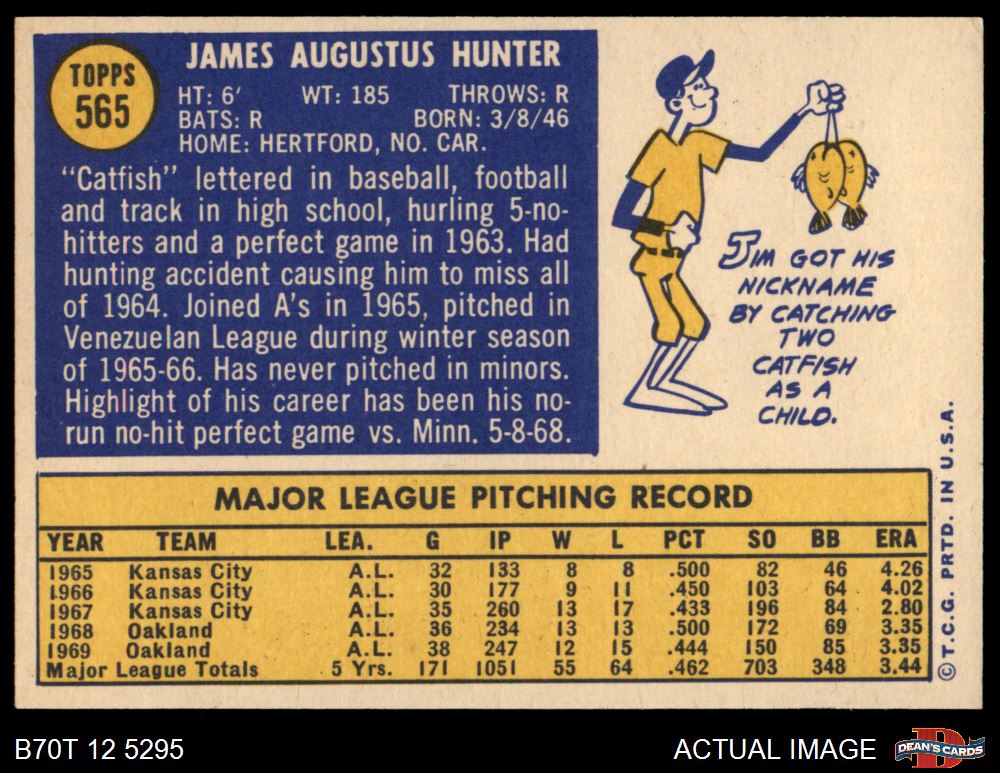 TOPPS
565
JAMES AUGUSTUS HUNTER
HT: 6' WT: 185 THROWS: R
BATS: R BORN: 3/8/46
HOME: HERTFORD, NO. CAR.
"Catfish" lettered in baseball, football
and track in high school, hurling 5-no-
hitters and a perfect game in 1963. Had
hunting accident causing him to miss all
of 1964. Joined A's in 1965, pitched in
Venezuelan League during winter season
of 1965-66. Has never pitched in minors.
Highlight of his career has been his no-
run no-hit perfect game vs. Minn. 5-8-68.
JIM GOT HIS
NICKNAME
BY CATCHING
TWO
CATFISH
AS A
CHILD.
MAJOR LEAGUE PITCHING RECORD
YEAR TEAM LEA. G IP W L PCT SO BB ERA
1965 Kansas City A.L. 32 133 8 8 .500 82 46 4.26
1966 Kansas City A.L. 30 177 9 11 .450 103 64 4.02
1967 Kansas City A.L. 35 260 13 17 .433 196 84 2.80
1968 Oakland A.L. 36 234 13 13 .500 172 69 3.35
1969 Oakland A.L. 38 247 12 15 .444 150 85 3.35
Major League Totals 5 Yrs. 171 1051 55 64 .462 703 348 3.44
© T.C.G. PRTD. IN U.S.A.
B70T 12 5295
ACTUAL IMAGE
D
DEAN'S CARDS